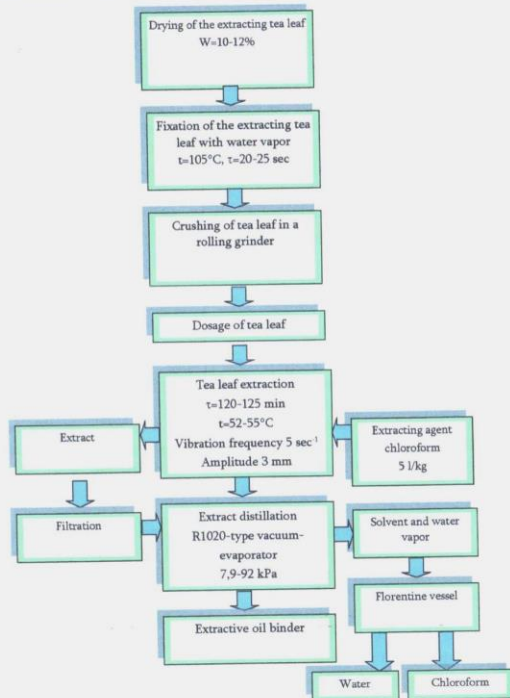 Drying of the extracting tea leaf
W=10-12%
Fixation of the extracting tea
leaf with water vapor
t=105°C, τ=20-25 sec
Crushing of tea leaf in a
rolling grinder
Dosage of tea leaf
Tea leaf extraction
τ=120-125 min
t=52-55°C
Vibration frequency 5 sec¹
Amplitude 3 mm
Extract
Extracting agent
chloroform
5 l/kg
Filtration
Extract distillation
R1020-type vacuum-
evaporator
7,9-92 kPa
Solvent and water
vapor
Florentine vessel
Extractive oil binder
Water
Chloroform